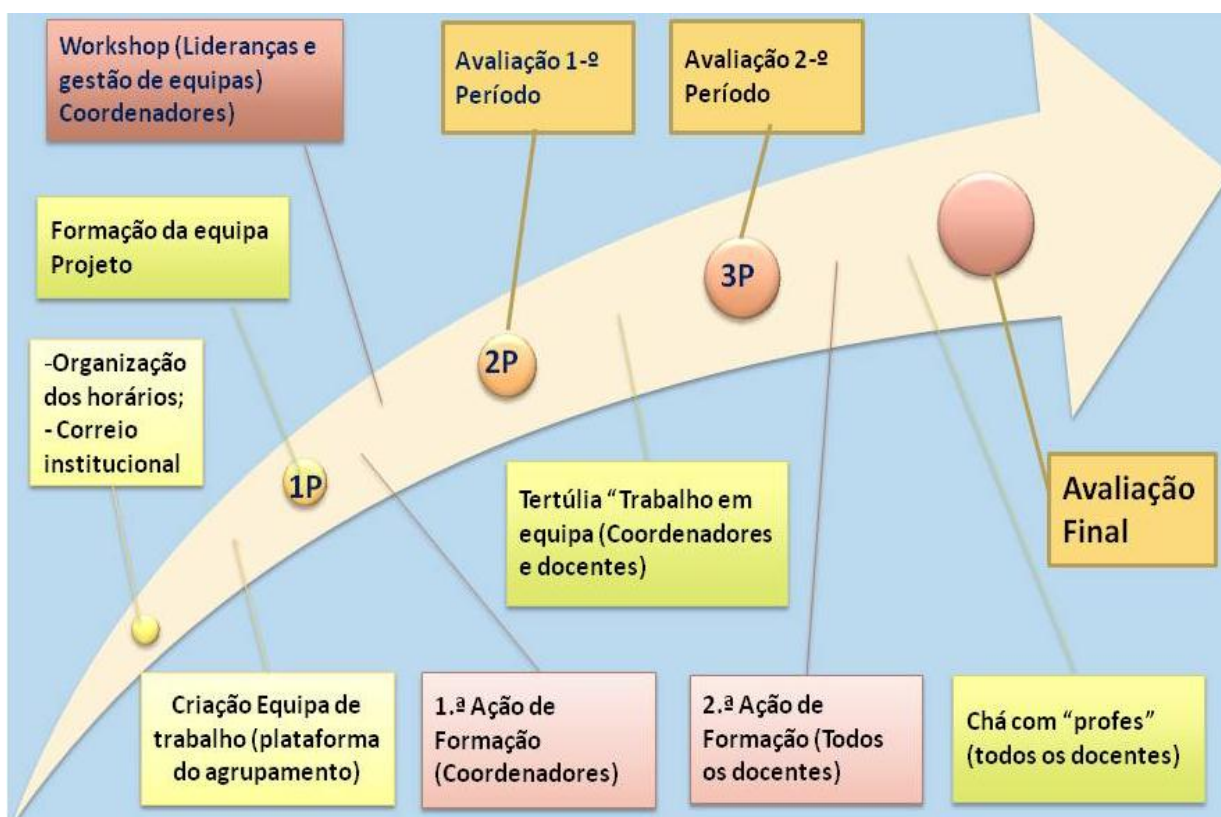 Workshop (Lideranças e
gestão de equipas)
Coordenadores)
Avaliação 1-º
Período
Avaliação 2-º
Período
Formação da equipa
Projeto
-Organização
dos horários;
- Correio
institucional
1P
2P
3P
Tertúlia “Trabalho em
equipa (Coordenadores
e docentes)
Avaliação
Final
Criação Equipa de
trabalho (plataforma
do agrupamento)
1.ª Ação de
Formação
(Coordenadores)
2.ª Ação de
Formação (Todos
os docentes)
Chá com “profes”
(todos os docentes)